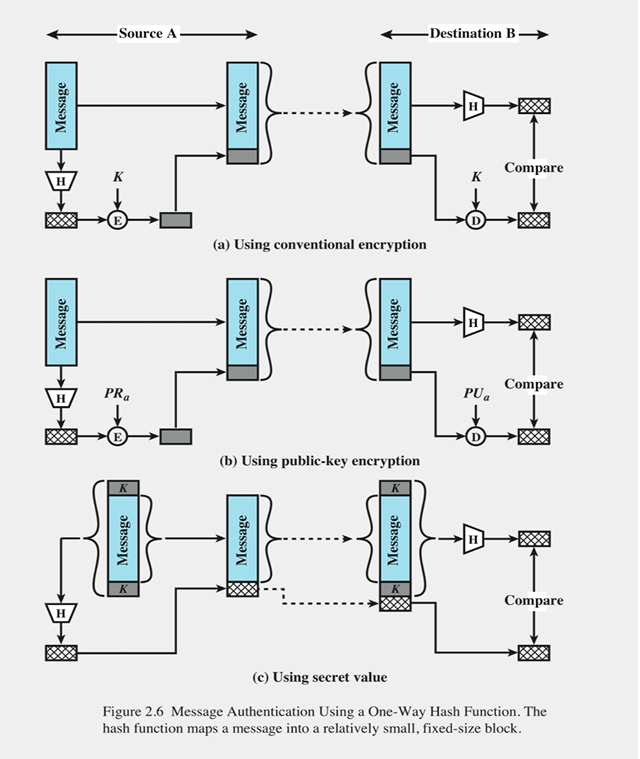 Source A
Destination B
Message
Message
Message
H
H
K
K
Compare
E
D
(a) Using conventional encryption
Message
Message
Message
H
H
PRa
PUa
Compare
E
D
(b) Using public-key encryption
K
K
Message
Message
Message
H
K
K
H
Compare
(c) Using secret value
Figure 2.6 Message Authentication Using a One-Way Hash Function. The
hash function maps a message into a relatively small, fixed-size block.